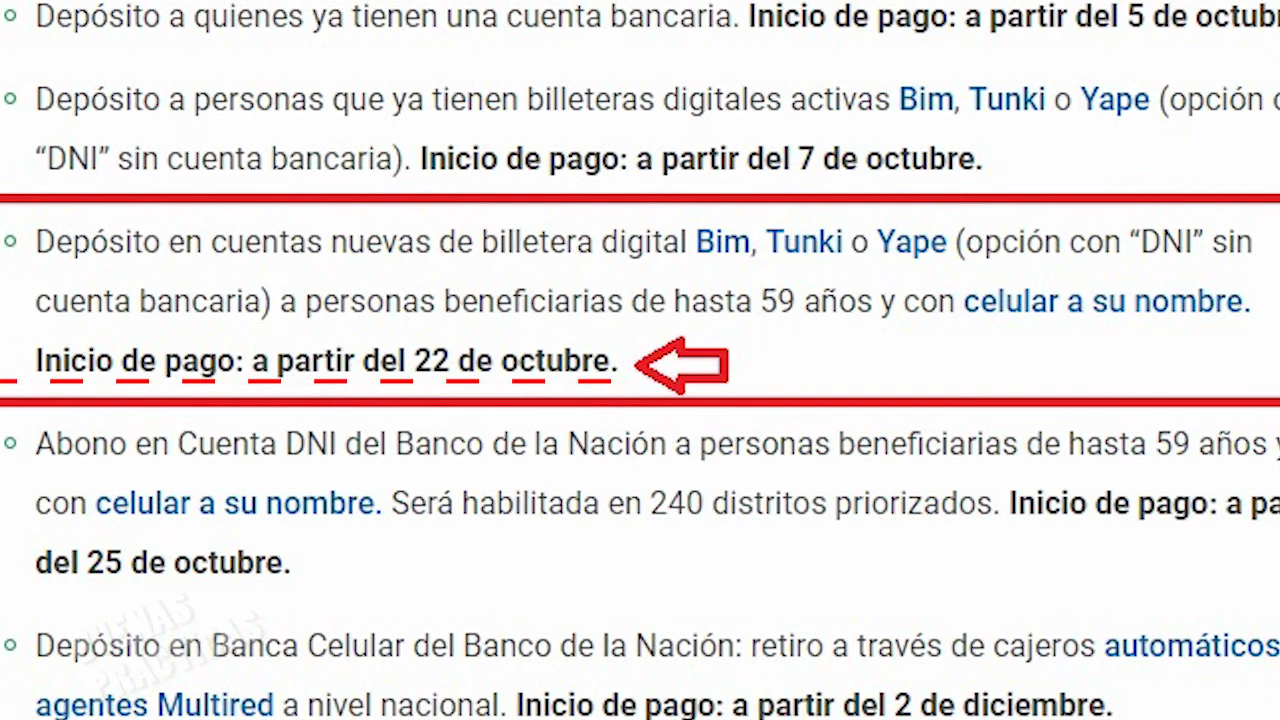 Depósito a quienes ya tienen una cuenta bancaria. Inicio de pago: a partir del 5 de octub
Depósito a personas que ya tienen billeteras digitales activas Bim, Tunki o Yape (opción
“DNI” sin cuenta bancaria). Inicio de pago: a partir del 7 de octubre.
Depósito en cuentas nuevas de billetera digital Bim, Tunki o Yape (opción con “DNI” sin
cuenta bancaria) a personas beneficiarias de hasta 59 años y con celular a su nombre.
Inicio de pago: a partir del 22 de octubre.
Abono en Cuenta DNI del Banco de la Nación a personas beneficiarias de hasta 59 años y
con celular a su nombre. Será habilitada en 240 distritos priorizados. Inicio de pago: a pa
del 25 de octubre.
Depósito en Banca Celular del Banco de la Nación: retiro a través de cajeros automáticos
agentes Multired a nivel nacional. Inicio de pago: a partir del 2 de diciembre.
BUENAS
PRACTICAS